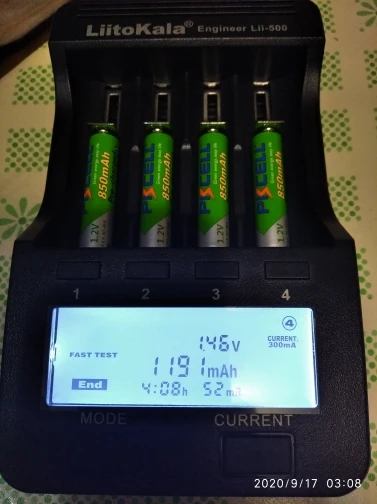 LiitoKala® Engineer Lii-500
PKCELL 850mAh 1.2V
PKCELL 850mAh 1.2V
PKCELL 850mAh 1.2V
PKCELL 850mAh 1.2V
1 2 3 4
④
1.46V
CURRENT.
300mA
FAST TEST
1191mAh
End
4:08h 52mΩ
MODE CURRENT
2020/9/17 03:08